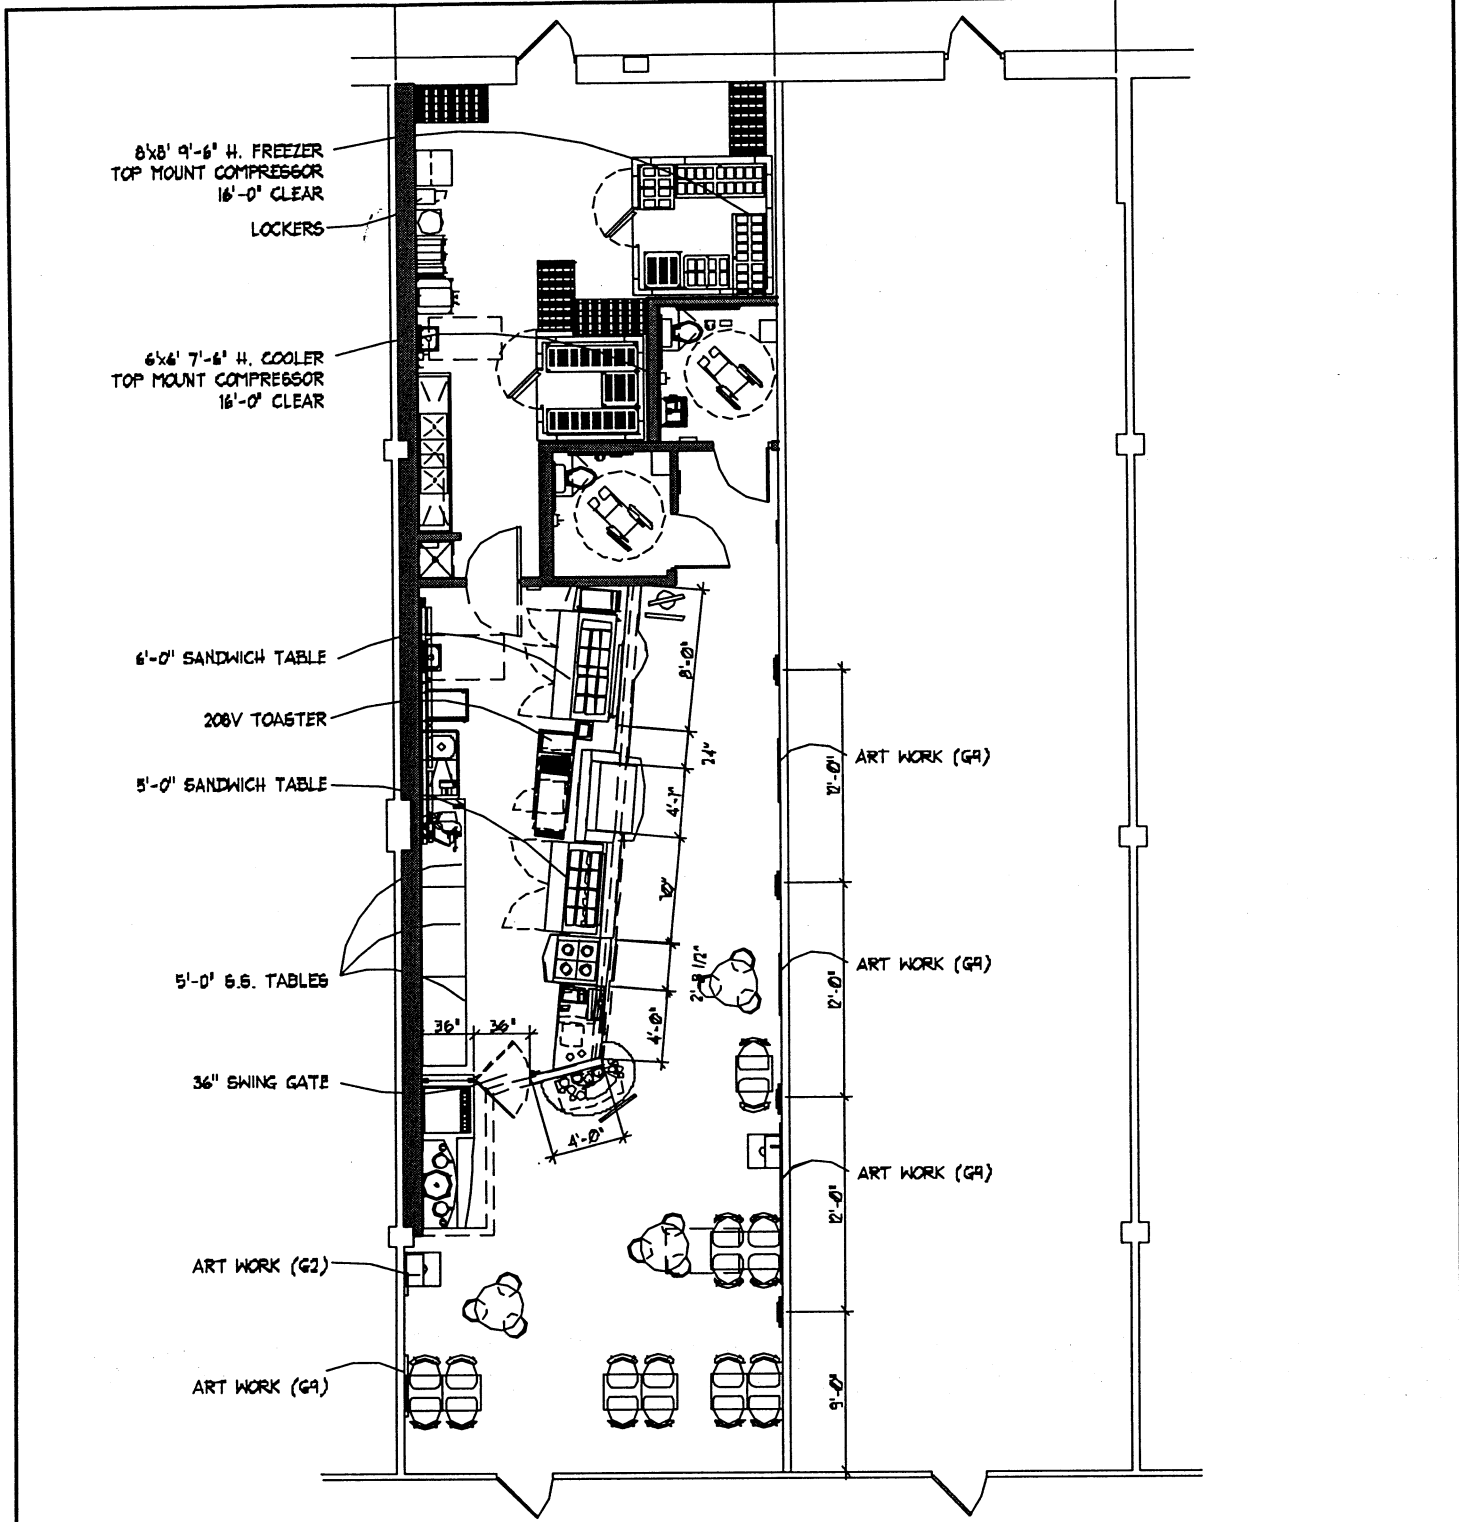 8'x8' 9'-6" H. FREEZER
TOP MOUNT COMPRESSOR
16'-0" CLEAR
LOCKERS
6'x6' 7'-6" H. COOLER
TOP MOUNT COMPRESSOR
16'-0" CLEAR
6'-0" SANDWICH TABLE
8'-0"
208V TOASTER
24"
ART WORK (G9)
12'-0"
5'-0" SANDWICH TABLE
4'-1"
70"
2'-8 1/2"
ART WORK (G9)
12'-0"
5'-0" S.S. TABLES
36"
36"
4'-0"
36" SWING GATE
4'-0"
ART WORK (G9)
12'-0"
ART WORK (G2)
ART WORK (G9)
9'-0"